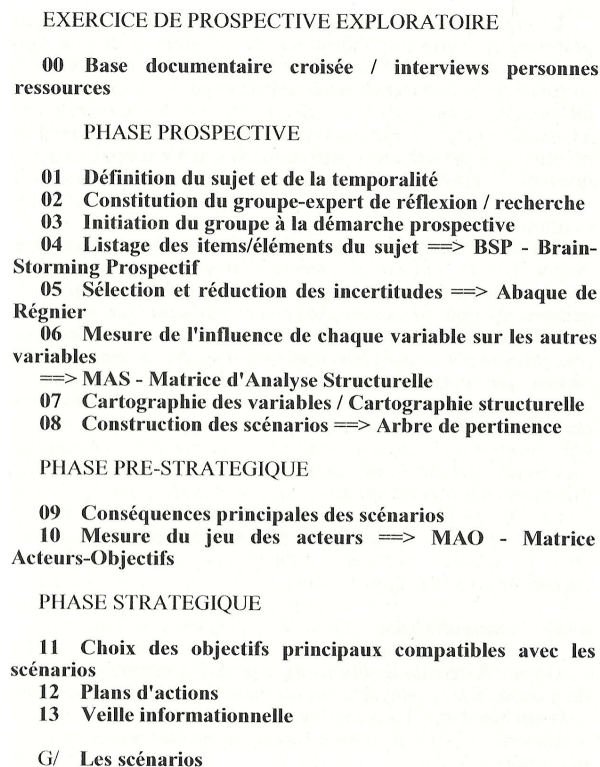 EXERCICE DE PROSPECTIVE EXPLORATOIRE
00 Base documentaire croisée / interviews personnes
ressources
PHASE PROSPECTIVE
01 Définition du sujet et de la temporalité
02 Constitution du groupe-expert de réflexion / recherche
03 Initiation du groupe à la démarche prospective
04 Listage des items/éléments du sujet ==> BSP - Brain-
Storming Prospectif
05 Sélection et réduction des incertitudes ==> Abaque de
Régnier
06 Mesure de l'influence de chaque variable sur les autres
variables
==> MAS - Matrice d'Analyse Structurelle
07 Cartographie des variables / Cartographie structurelle
08 Construction des scénarios ==> Arbre de pertinence
PHASE PRE-STRATEGIQUE
09 Conséquences principales des scénarios
10 Mesure du jeu des acteurs ==> MAO - Matrice
Acteurs-Objectifs
PHASE STRATEGIQUE
11 Choix des objectifs principaux compatibles avec les
scénarios
12 Plans d'actions
13 Veille informationnelle
G/ Les scénarios